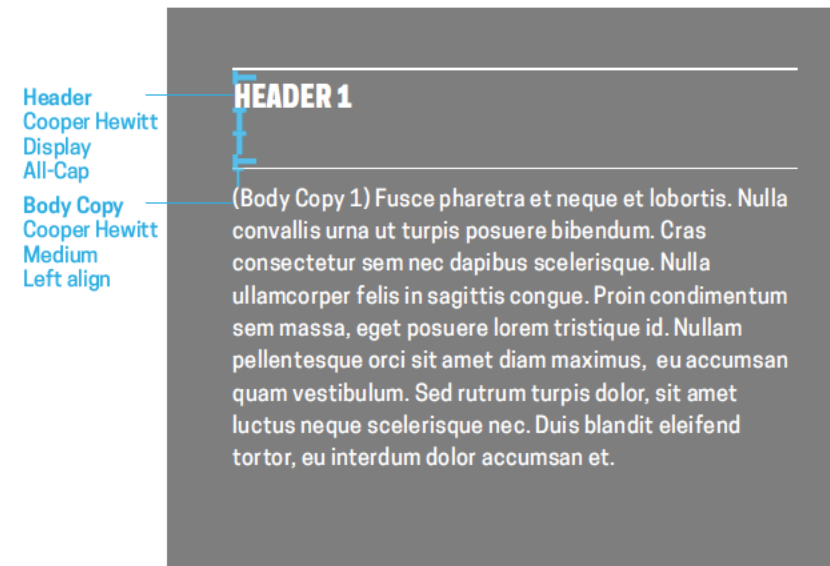 Header
Cooper Hewitt
Display
All-Cap
Body Copy
Cooper Hewitt
Medium
Left align
HEADER 1
(Body Copy 1) Fusce pharetra et neque et lobortis. Nulla
convallis urna ut turpis posuere bibendum. Cras
consectetur sem nec dapibus scelerisque. Nulla
ullamcorper felis in sagittis congue. Proin condimentum
sem massa, eget posuere lorem tristique id. Nullam
pellentesque orci sit amet diam maximus,  eu accumsan
quam vestibulum. Sed rutrum turpis dolor, sit amet
luctus neque scelerisque nec. Duis blandit eleifend
tortor, eu interdum dolor accumsan et.